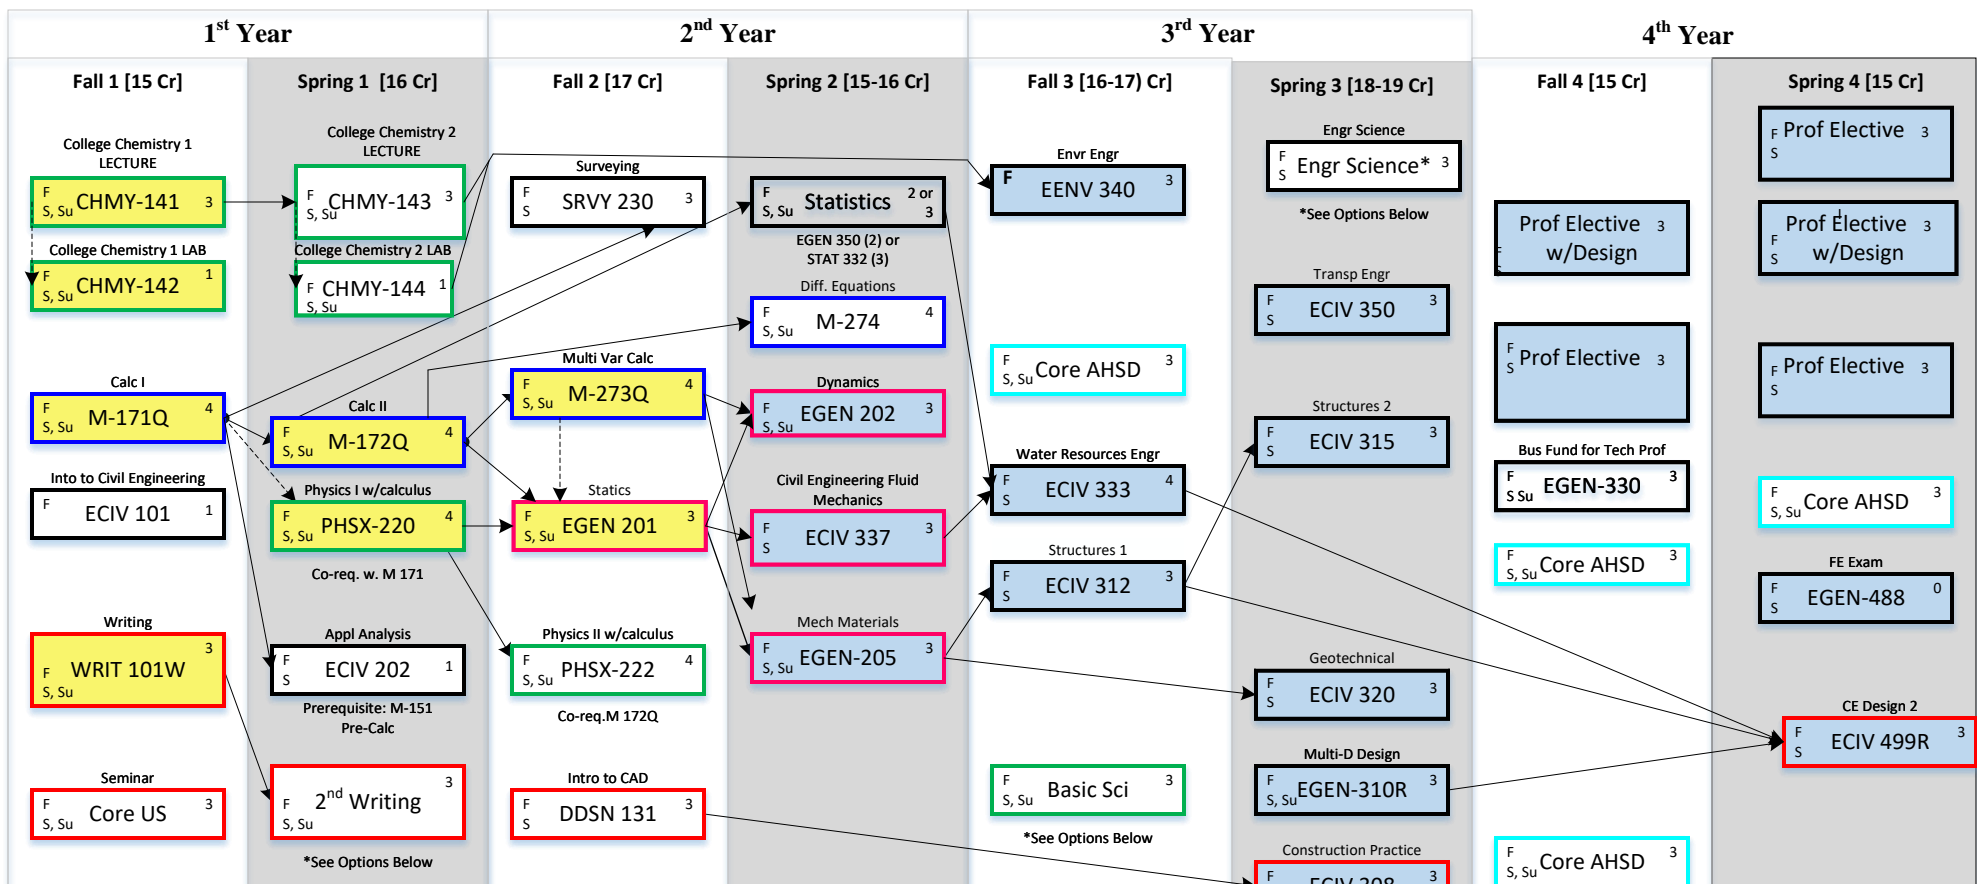 1st Year
2nd Year
3rd Year
4th Year
Fall 1 [15 Cr]
Spring 1 [16 Cr]
Fall 2 [17 Cr]
Spring 2 [15-16 Cr]
Fall 3 [16-17) Cr]
Spring 3 [18-19 Cr]
Fall 4 [15 Cr]
Spring 4 [15 Cr]
College Chemistry 1
LECTURE
F
S, Su
CHMY-141
3
College Chemistry 1 LAB
F
S, Su
CHMY-142
1
Calc I
F
S, Su
M-171Q
4
Into to Civil Engineering
F
ECIV 101
1
Writing
F
S, Su
WRIT 101W
3
Seminar
F
S, Su
Core US
3
College Chemistry 2
LECTURE
F
S, Su
CHMY-143
3
College Chemistry 2 LAB
F
S, Su
CHMY-144
1
Calc II
F
S, Su
M-172Q
4
Physics I w/calculus
F
S, Su
PHSX-220
4
Co-req. w. M 171
Appl Analysis
F
S
ECIV 202
1
Prerequisite: M-151
Pre-Calc
F
S, Su
2nd Writing
3
*See Options Below
Surveying
F
S
SRVY 230
3
Multi Var Calc
F
S, Su
M-273Q
4
Statics
F
S, Su
EGEN 201
3
Physics II w/calculus
F
S, Su
PHSX-222
4
Co-req.M 172Q
Intro to CAD
F
S
DDSN 131
3
F
S, Su
Statistics
2 or
3
EGEN 350 (2) or
STAT 332 (3)
Diff. Equations
F
S, Su
M-274
4
Dynamics
F
S, Su
EGEN 202
3
Civil Engineering Fluid
Mechanics
F
S
ECIV 337
3
Mech Materials
F
S, Su
EGEN-205
3
Envr Engr
F
EENV 340
3
F
S, Su
Core AHSD
3
Water Resources Engr
F
S
ECIV 333
4
Structures 1
F
S
ECIV 312
3
F
S, Su
Basic Sci
3
*See Options Below
Engr Science
F
S
Engr Science*
3
*See Options Below
Transp Engr
F
S
ECIV 350
3
Structures 2
F
S
ECIV 315
3
Geotechnical
F
S
ECIV 320
3
Multi-D Design
F
S, Su
EGEN-310R
3
Construction Practice
F
ECIV 308
3
Prof Elective
w/Design
3
F
S
F
S
Prof Elective
3
Bus Fund for Tech Prof
F
S Su
EGEN-330
3
F
S, Su
Core AHSD
3
F
S, Su
Core AHSD
3
F
S
Prof Elective
3
F
S
Prof Elective
w/Design
3
F
S
Prof Elective
3
F
S, Su
Core AHSD
3
FE Exam
F
S
EGEN-488
0
CE Design 2
F
S
ECIV 499R
3